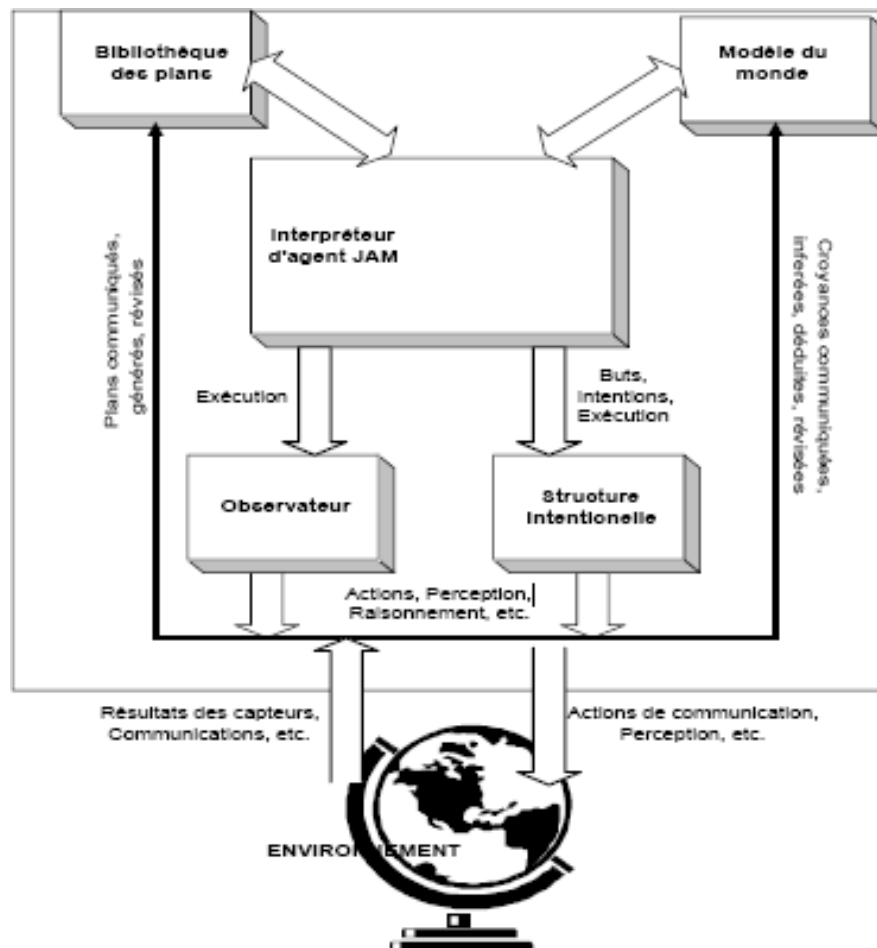 Bibliothèque
des plans
Modèle du
monde
Interpréteur
d'agent JAM
Plans communiqués,
générés, révisés
Croyances communiquées,
inferées, déduites, révisées
Exécution
Buts,
Intentions,
Exécution
Observateur
Structure
Intentionelle
Actions, Perception,
Raisonnement, etc.
Résultats des capteurs,
Communications, etc.
Actions de communication,
Perception, etc.
ENVIRONNEMENT